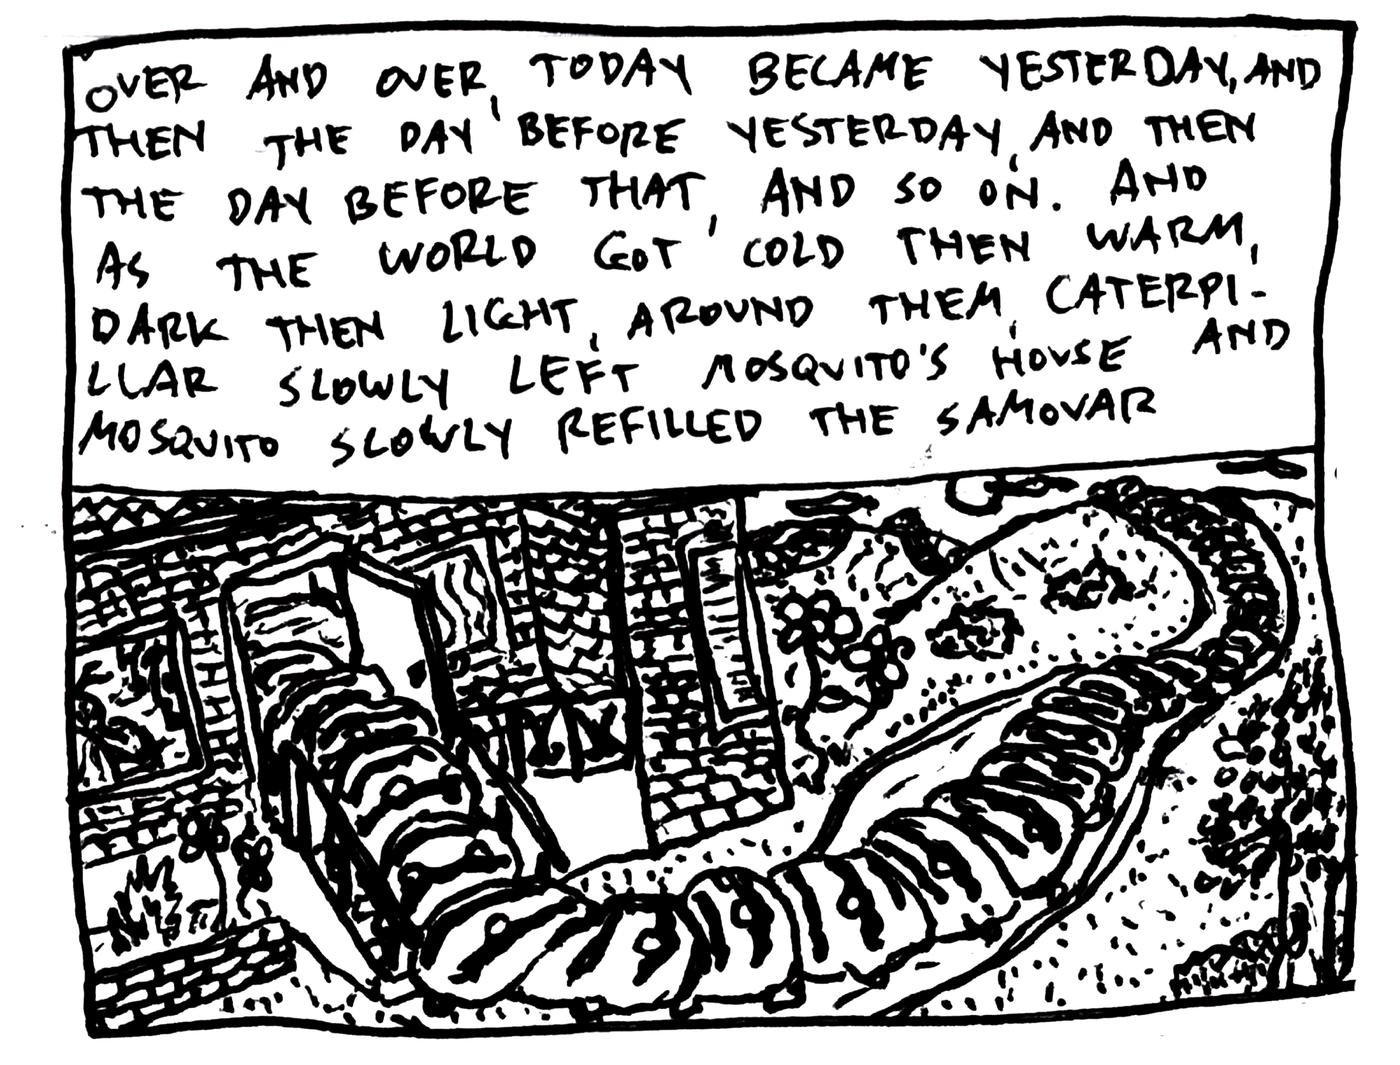 OVER AND OVER, TODAY BECAME YESTERDAY, AND
THEN THE DAY BEFORE YESTERDAY, AND THEN
THE DAY BEFORE THAT, AND SO ON. AND
AS THE WORLD GOT COLD THEN WARM,
DARK THEN LIGHT, AROUND THEM, CATERPI-
LLAR SLOWLY LEFT MOSQUITO'S HOUSE AND
MOSQUITO SLOWLY REFILLED THE SAMOVAR